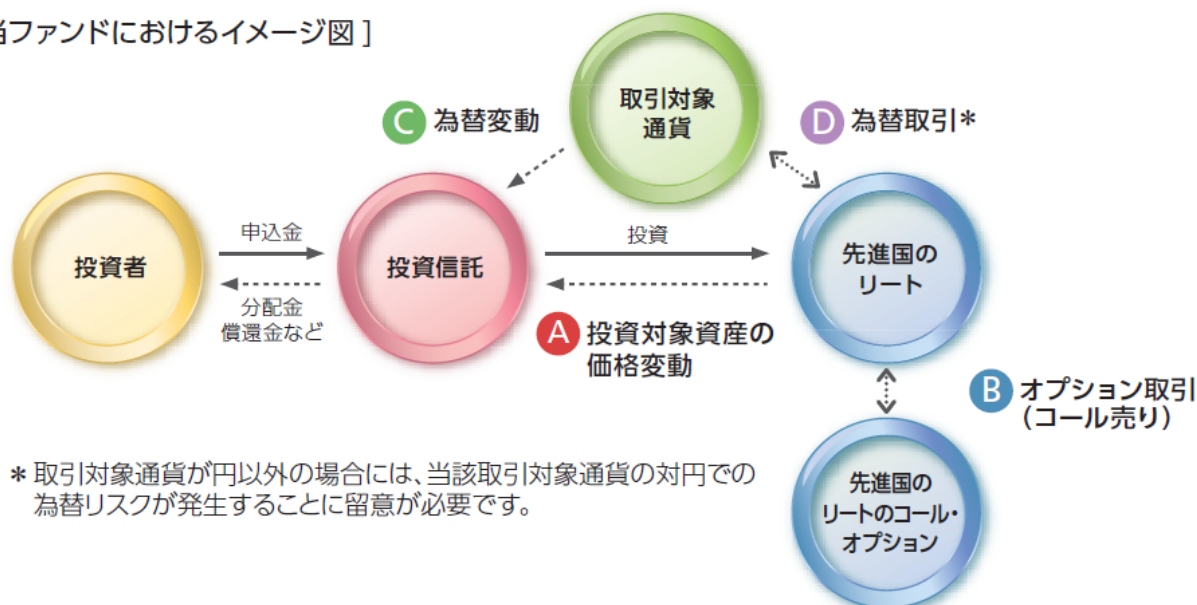 当ファンドにおけるイメージ図 ]
C 為替変動
取引対象
通貨
D 為替取引*
投資者
申込金
分配金
償還金など
投資信託
投資
A 投資対象資産の
価格変動
先進国の
リート
B オプション取引
(コール売り)
先進国の
リートのコール・
オプション
* 取引対象通貨が円以外の場合には、当該取引対象通貨の対円での
為替リスクが発生することに留意が必要です。